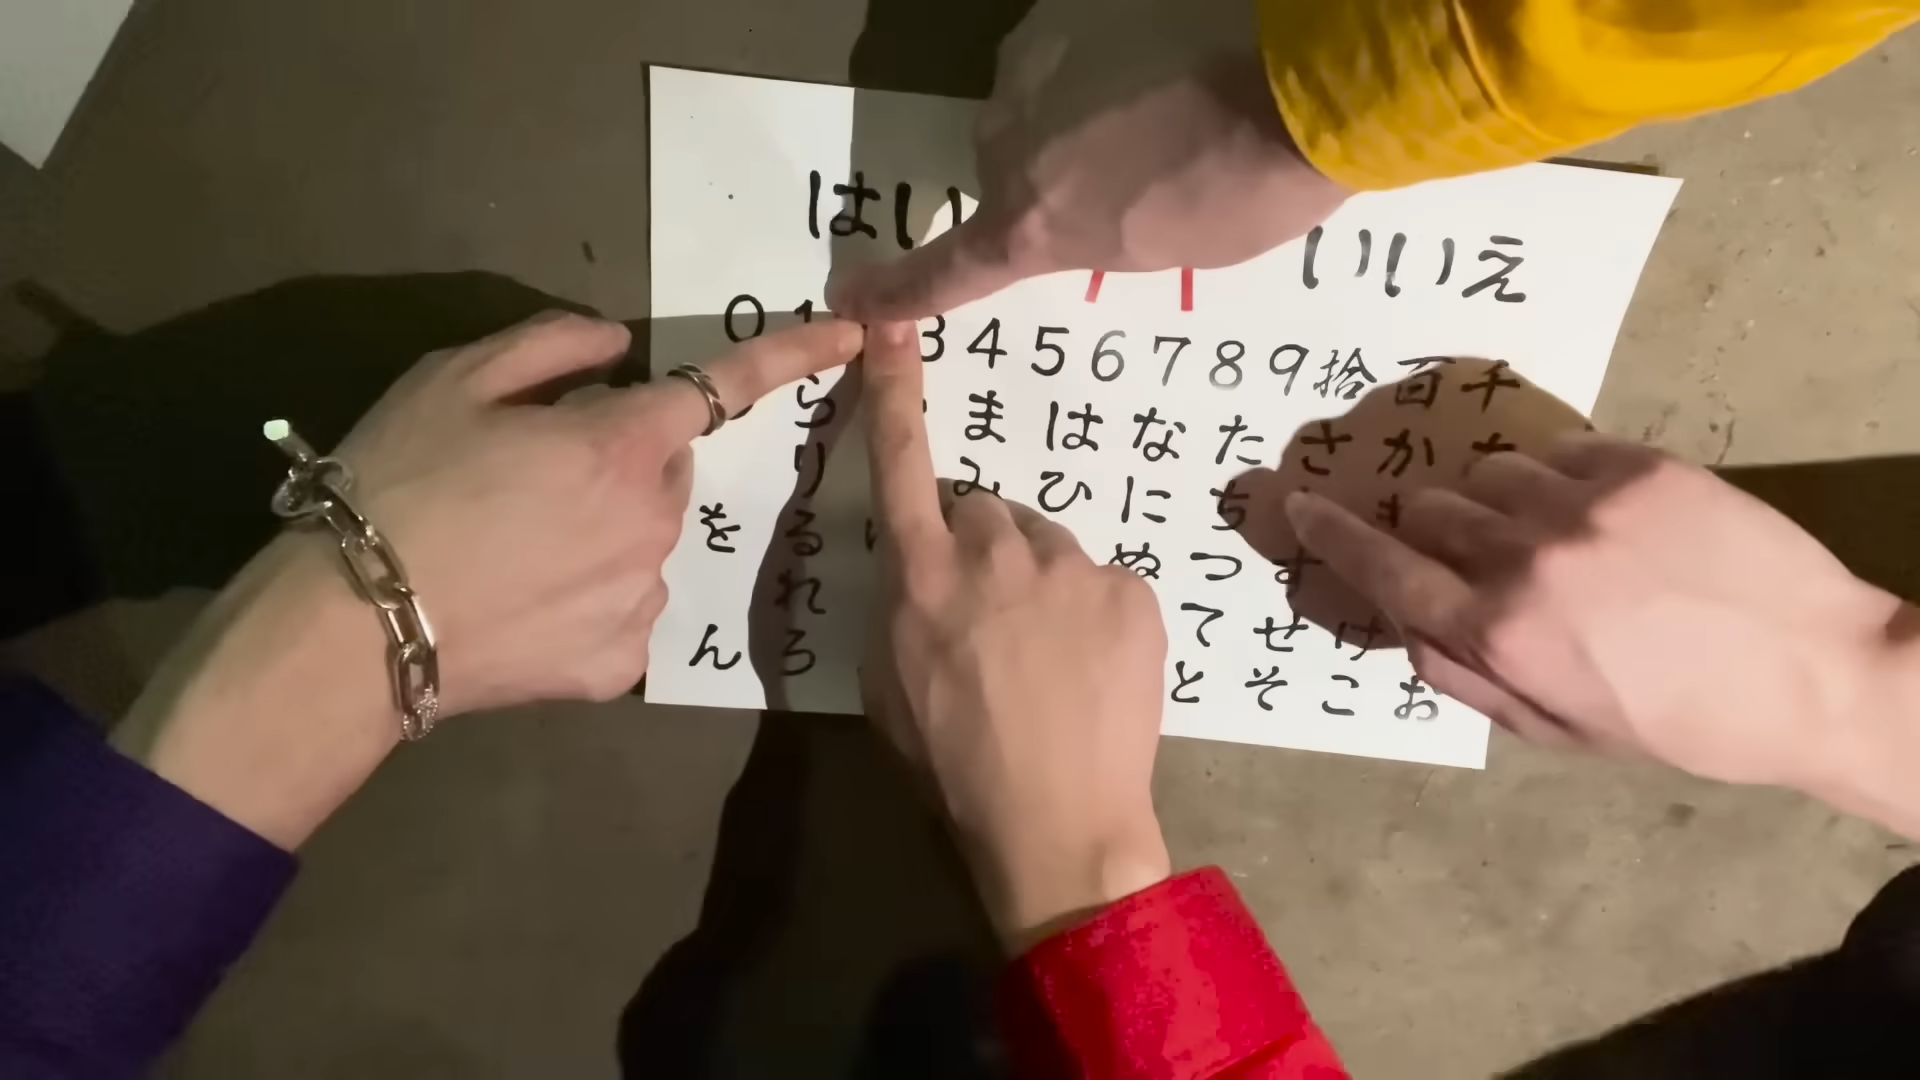 はい いいえ
0 1 3 4 5 6 7 8 9 拾 百 千
ら ま は な た さ か
り み ひ に ち
を る ぬ つ す
れ て せ け
ん ろ と そ こ お